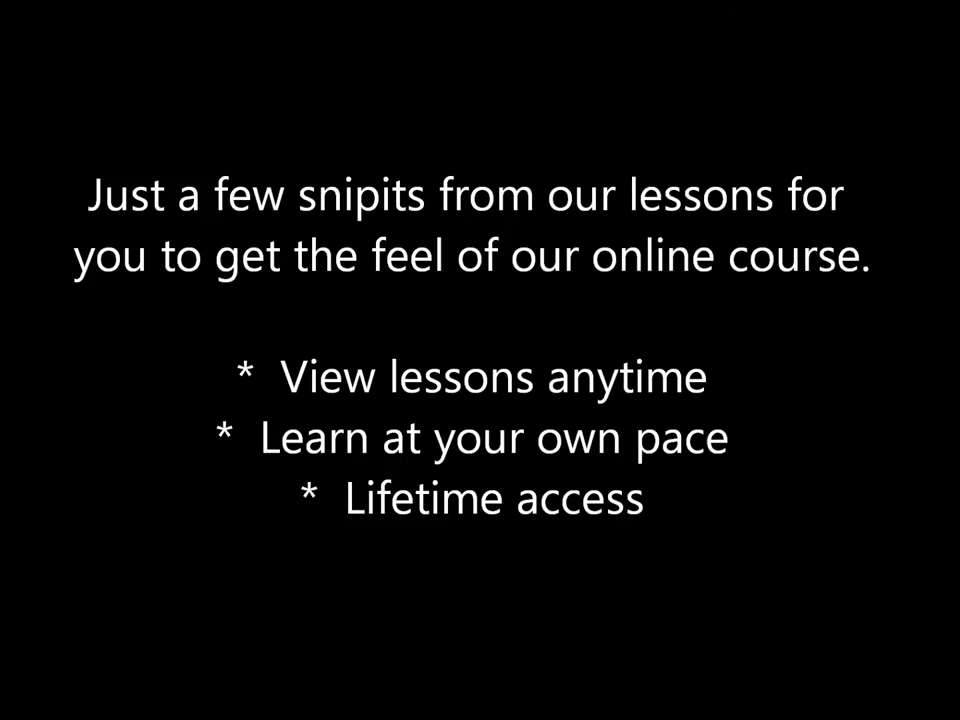 Just a few snipits from our lessons for
you to get the feel of our online course.
* View lessons anytime
* Learn at your own pace
* Lifetime access